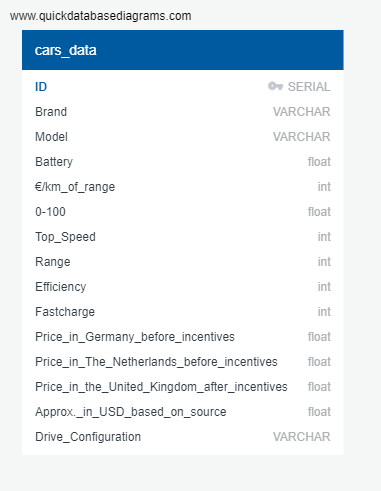 www.quickdatabasediagrams.com
cars_data
ID SERIAL
Brand VARCHAR
Model VARCHAR
Battery float
€/km_of_range int
0-100 float
Top_Speed int
Range int
Efficiency int
Fastcharge int
Price_in_Germany_before_incentives float
Price_in_The_Netherlands_before_incentives float
Price_in_the_United_Kingdom_after_incentives float
Approx._in_USD_based_on_source float
Drive_Configuration VARCHAR